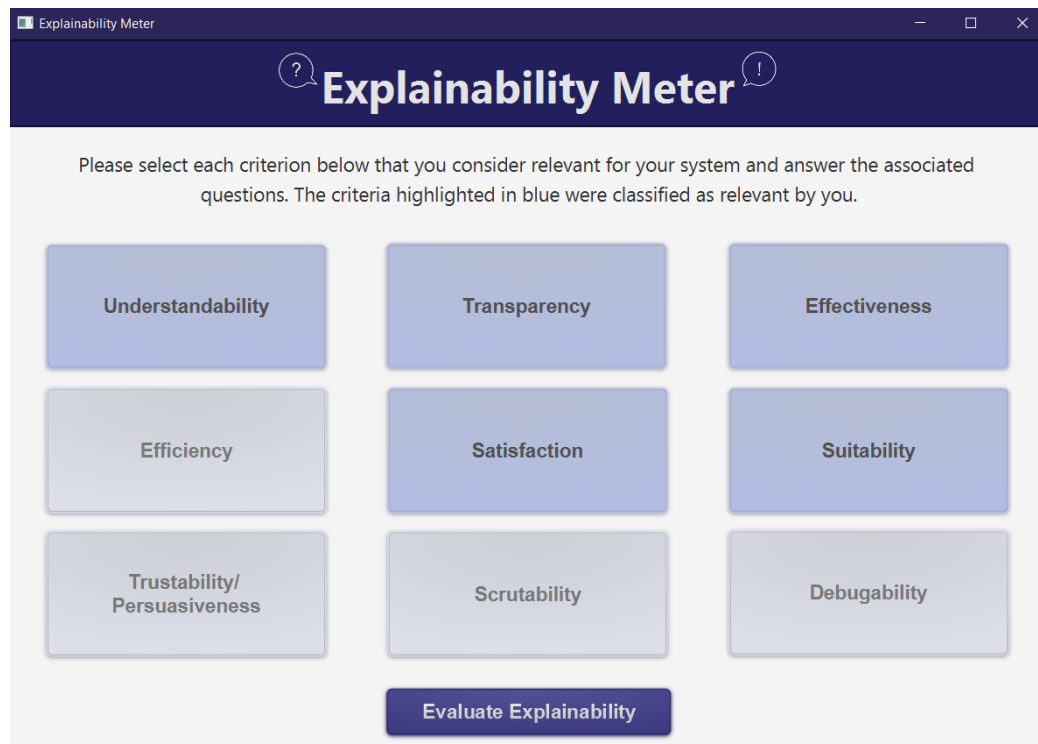 Explainability Meter
? Explainability Meter !
Please select each criterion below that you consider relevant for your system and answer the associated
questions. The criteria highlighted in blue were classified as relevant by you.
Understandability
Transparency
Effectiveness
Efficiency
Satisfaction
Suitability
Trustability/
Persuasiveness
Scrutability
Debugability
Evaluate Explainability